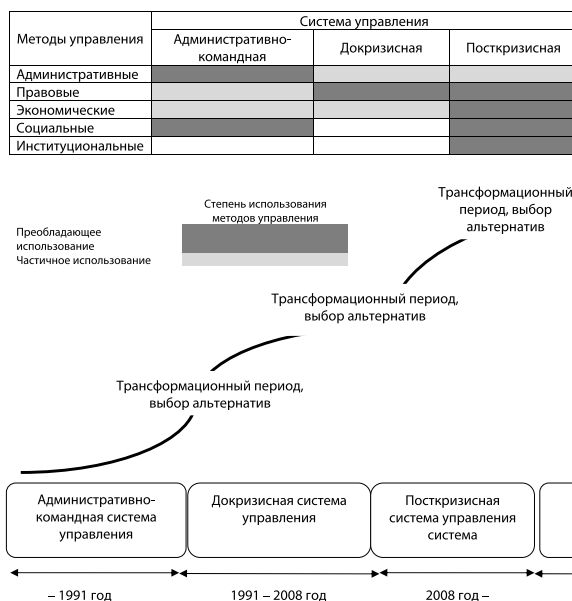 Методы управления
Система управления
Административно-
командная
Докризисная
Посткризисная
Административные
Правовые
Экономические
Социальные
Институциональные
Степень использования
методов управления
Преобладающее
использование
Частичное использование
Трансформационный
период, выбор
альтернатив
Трансформационный период,
выбор альтернатив
Трансформационный период,
выбор альтернатив
Административно-
командная система
управления
Докризисная система
управления
Посткризисная
система управления
система
– 1991 год
1991 – 2008 год
2008 год –